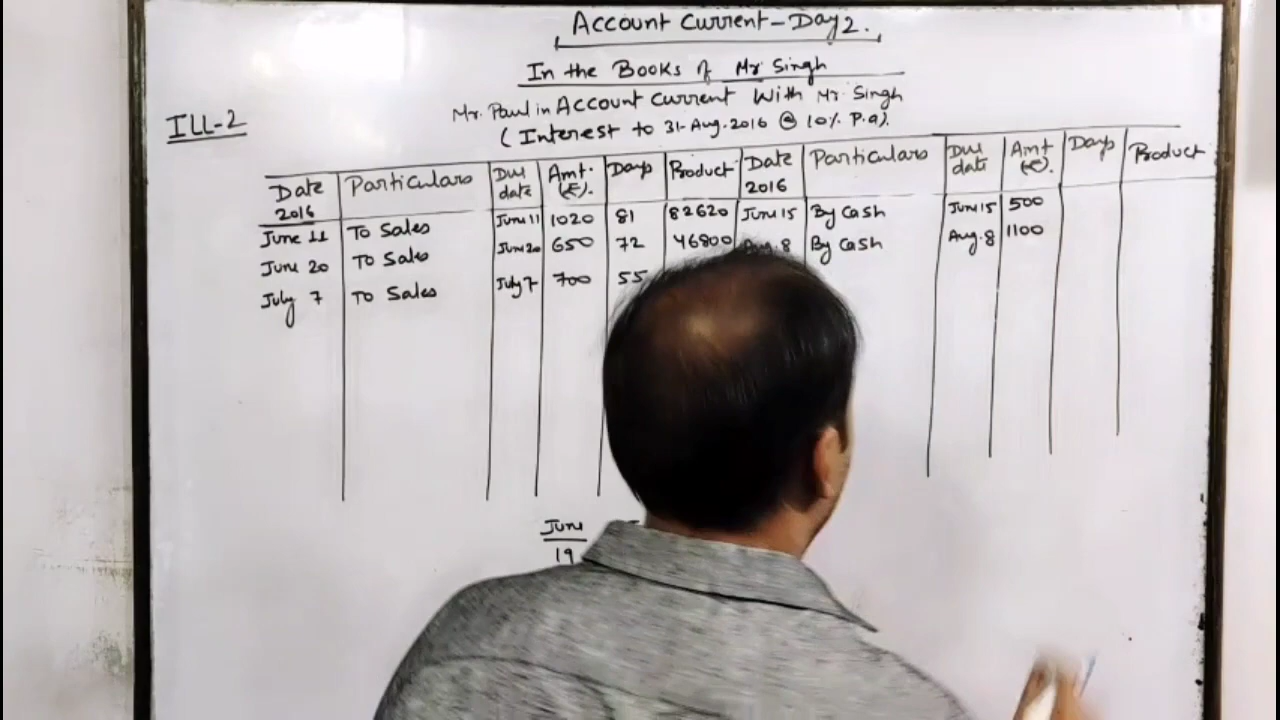 Account Current - Day 2.
In the Books of Mr Singh
Mr. Paul in Account Current With Mr. Singh
(Interest to 31-Aug.2016 @ 10%. P.a).
ILL-2
Date 2016 Particulars Due date Amt. (₹). Days Product Date 2016 Particulars Due date Amt (₹). Days Product
June 11 To Sales June 11 1020 81 82620 June 15 By Cash June 15 500
June 20 To Sales June 20 650 72 46800 Aug. 8 By Cash Aug. 8 1100
July 7 To Sales July 7 700 55
June
19